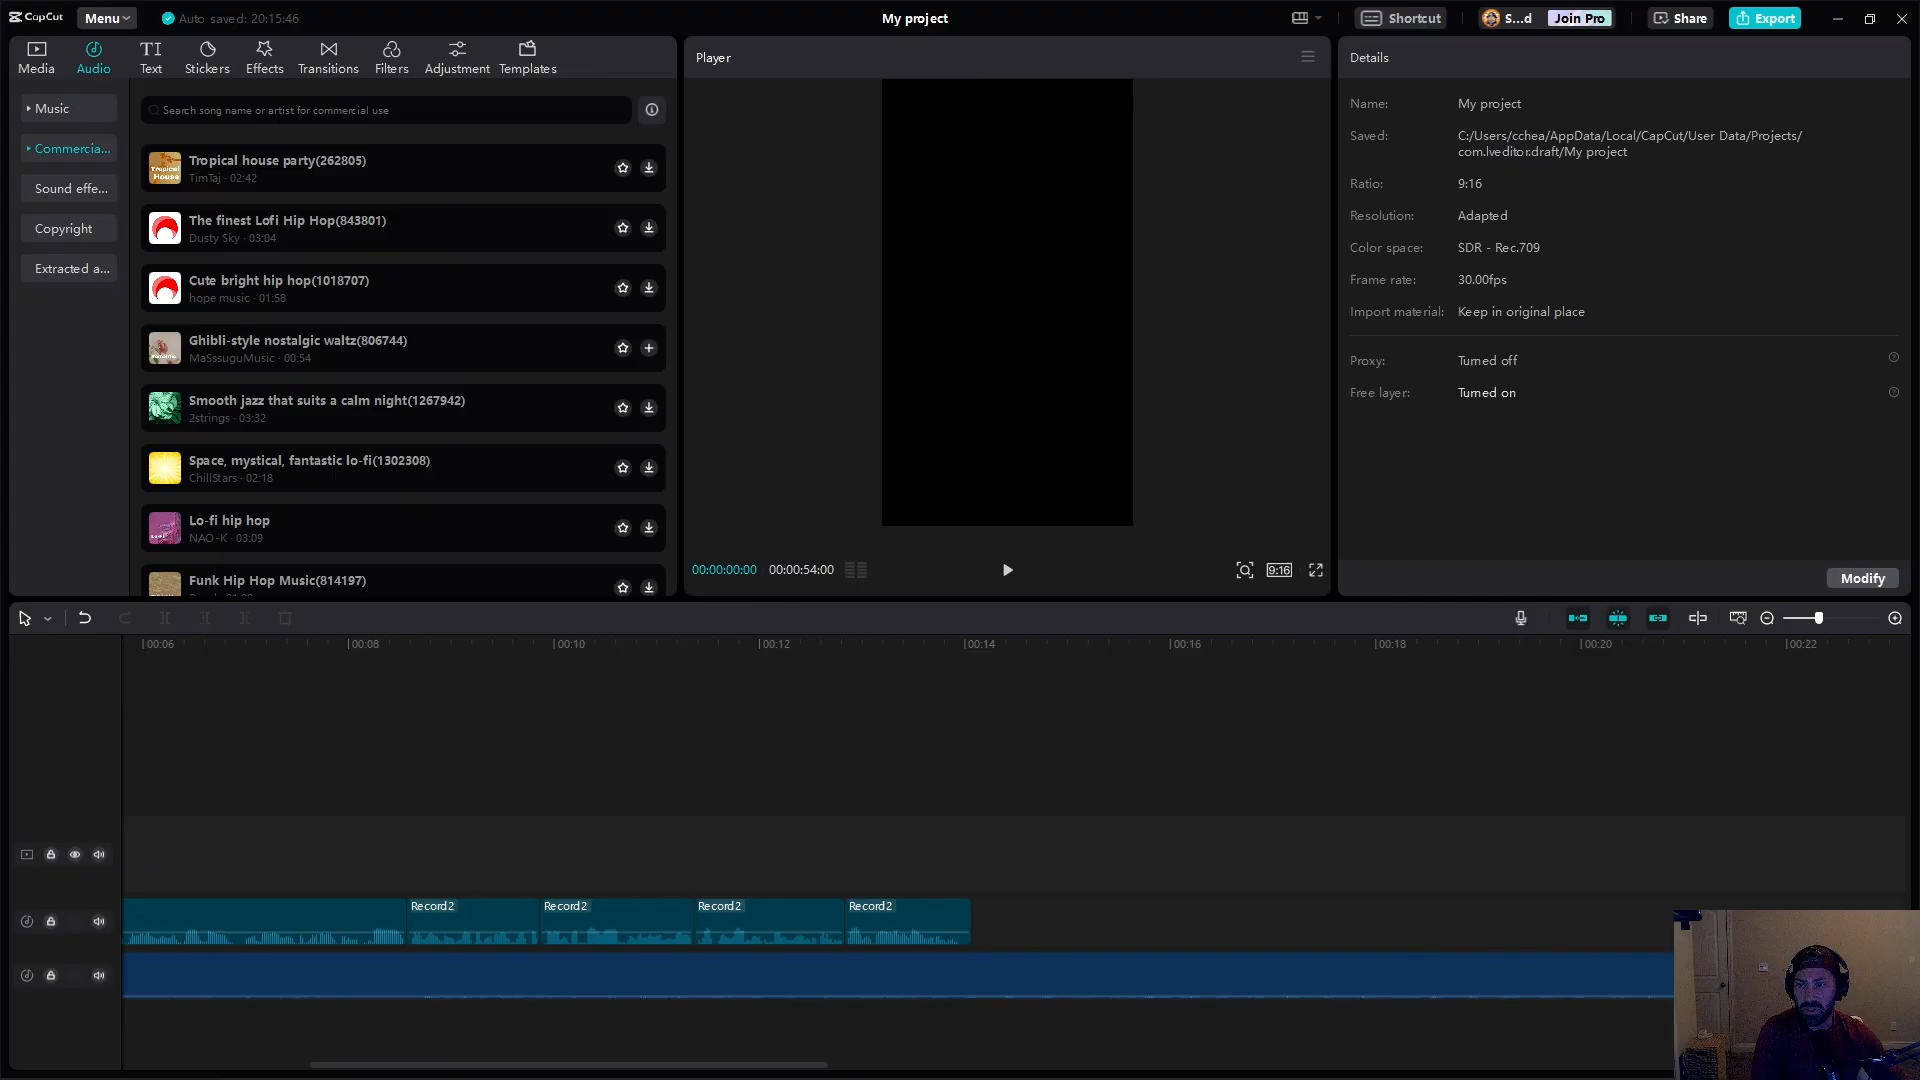 CapCut
Menu
Auto saved: 20:15:46
My project
Shortcut
S...d
Join Pro
Share
Export
Media
Audio
Text
Stickers
Effects
Transitions
Filters
Adjustment
Templates
Music
Commercia...
Sound effe...
Copyright
Extracted a...
Search song name or artist for commercial use
Tropical house party(262805)
TimTaj · 02:42
The finest Lofi Hip Hop(843801)
Dusty Sky · 03:04
Cute bright hip hop(1018707)
hope music · 01:58
Ghibli-style nostalgic waltz(806744)
MaSssuguMusic · 00:54
Smooth jazz that suits a calm night(1267942)
2strings · 03:32
Space, mystical, fantastic lo-fi(1302308)
ChillStars · 02:18
Lo-fi hip hop
NAO-K · 03:09
Funk Hip Hop Music(814197)
Player
00:00:00:00
00:00:54:00
9:16
Details
Name:
My project
Saved:
C:/Users/cchea/AppData/Local/CapCut/User Data/Projects/
com.lveditor.draft/My project
Ratio:
9:16
Resolution:
Adapted
Color space:
SDR - Rec.709
Frame rate:
30.00fps
Import material:
Keep in original place
Proxy:
Turned off
Free layer:
Turned on
Modify
00:06
00:08
00:10
00:12
00:14
00:16
00:18
00:20
00:22
Record2
Record2
Record2
Record2